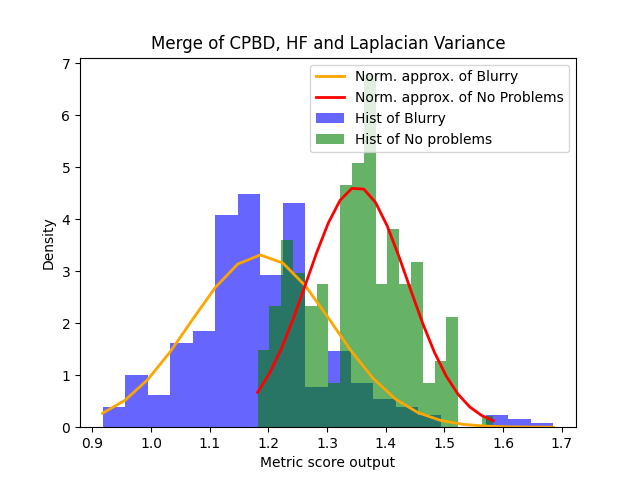 Merge of CPBD, HF and Laplacian Variance
7
6
5
4
3
2
1
0
Density
Norm. approx. of Blurry
Norm. approx. of No Problems
Hist of Blurry
Hist of No problems
0.9 1.0 1.1 1.2 1.3 1.4 1.5 1.6 1.7
Metric score output